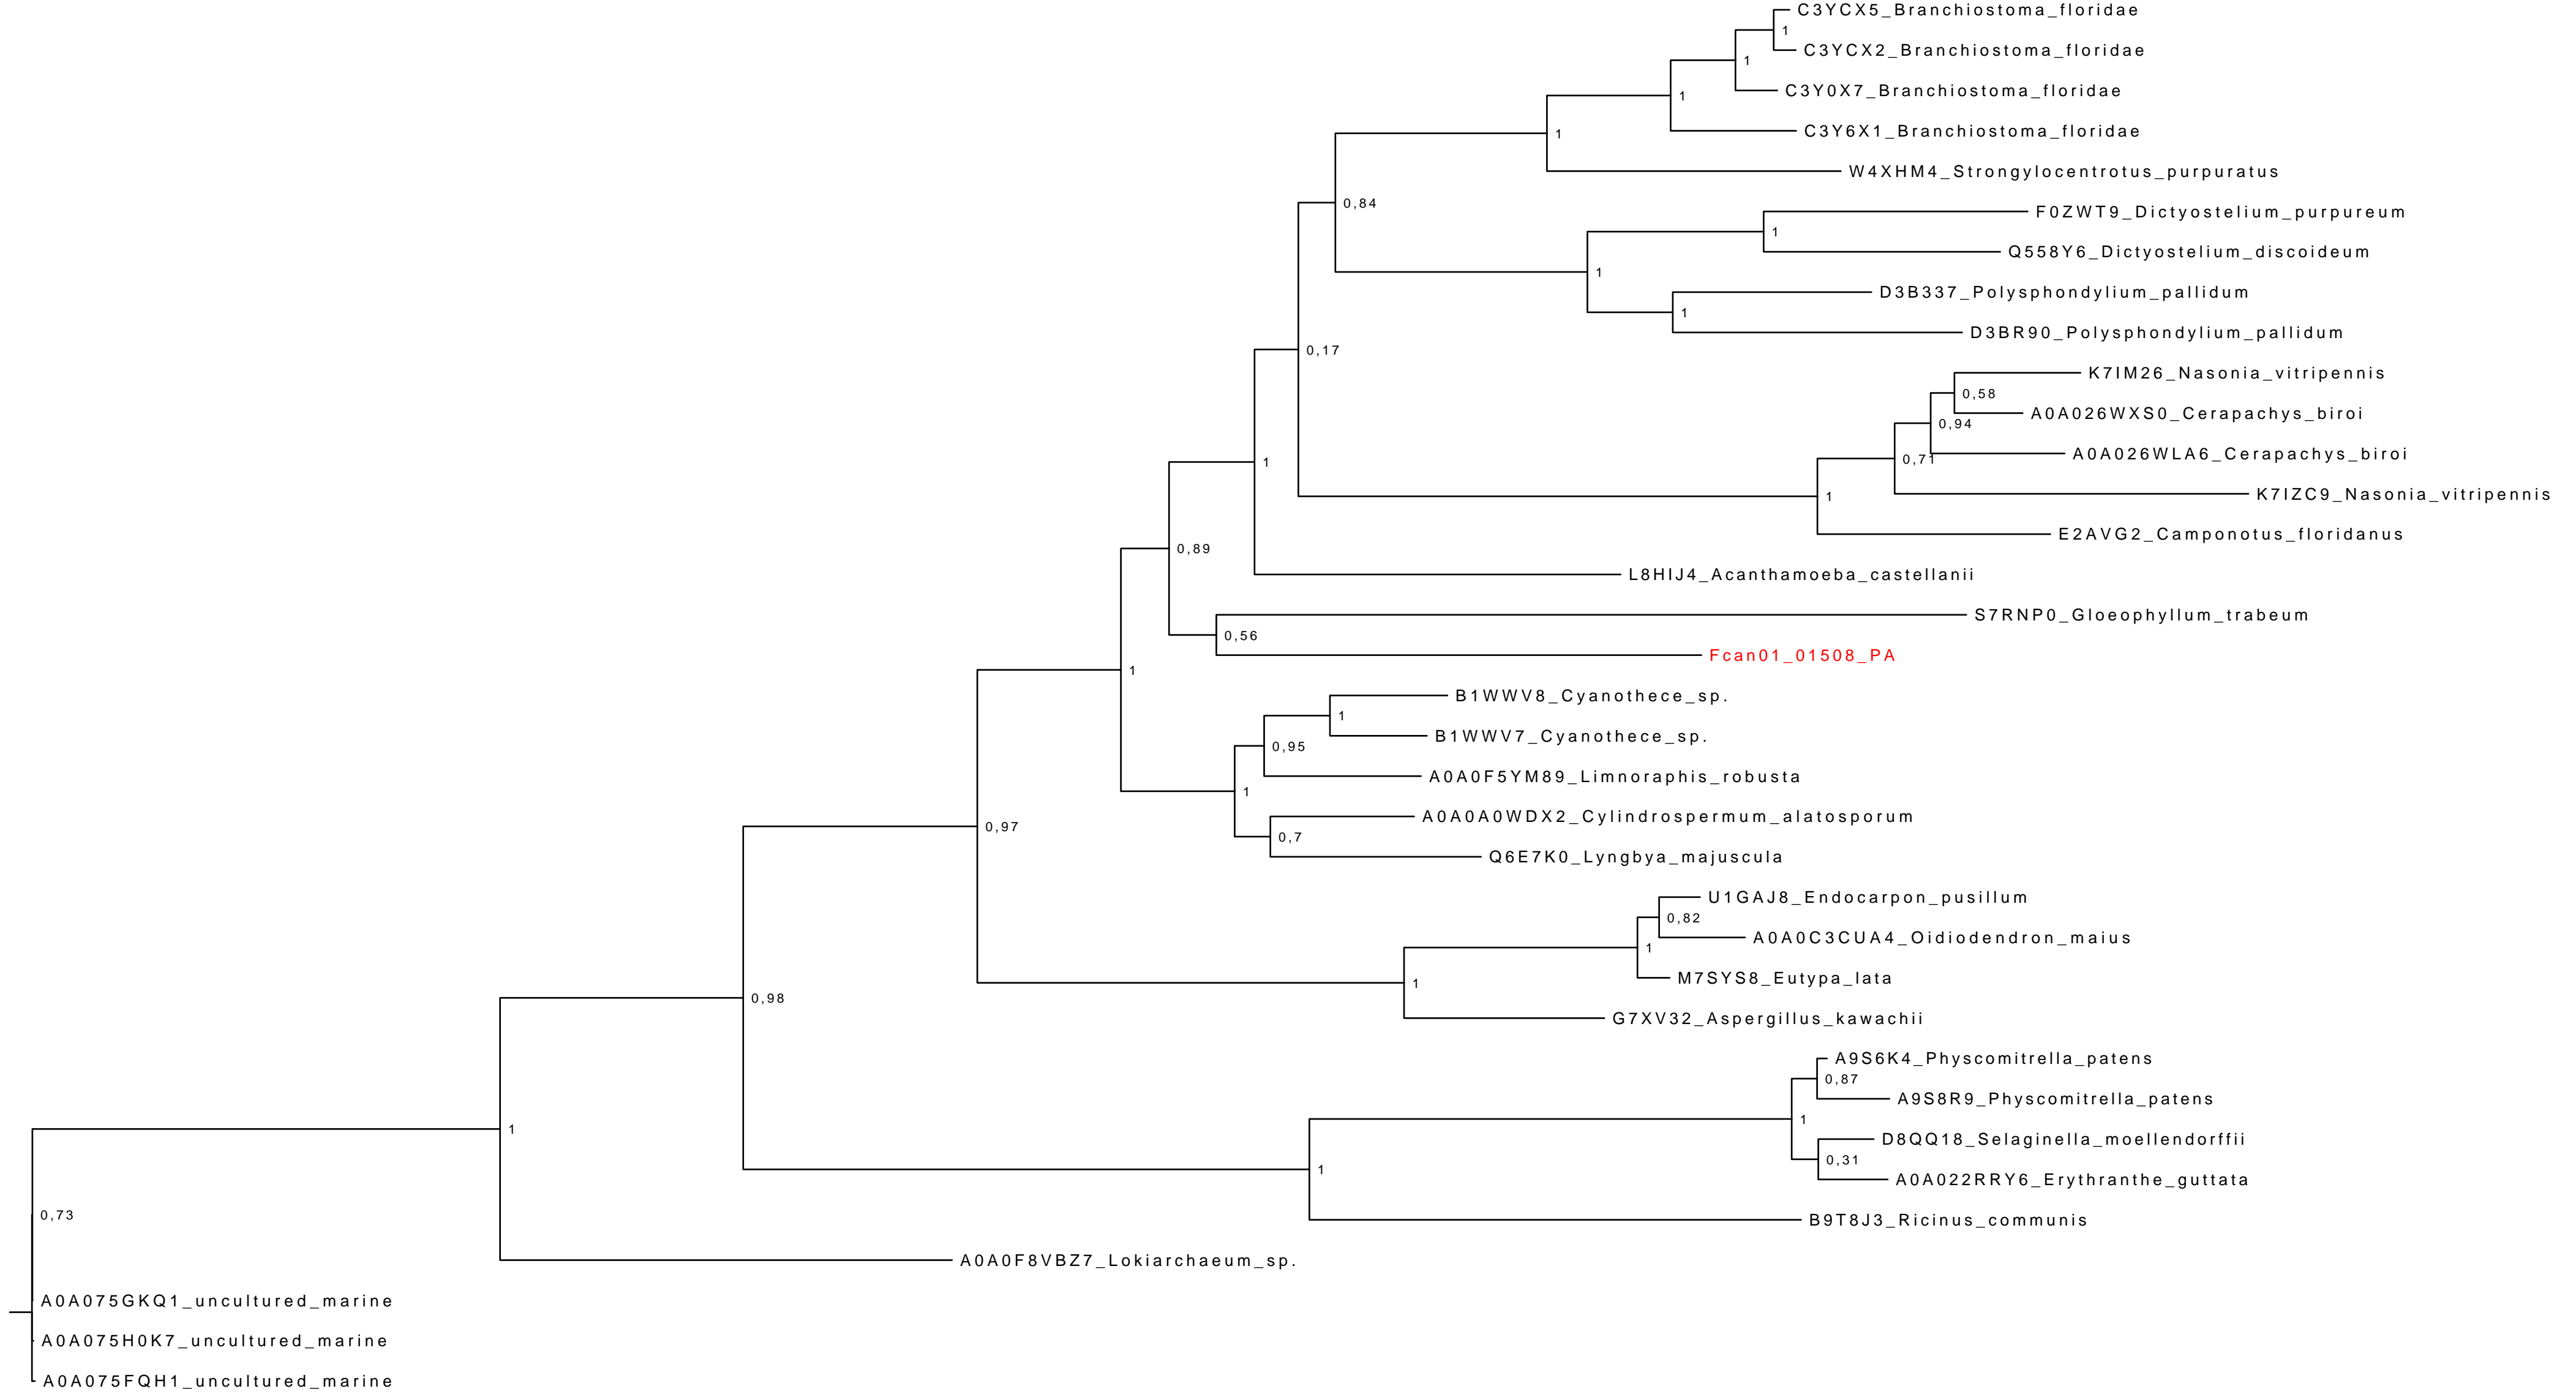 C3YCX5_Branchiostoma_floridae
1
C3YCX2_Branchiostoma_floridae
1
C3Y0X7_Branchiostoma_floridae
1
C3Y6X1_Branchiostoma_floridae
1
W4XHM4_Strongylocentrotus_purpuratus
0,84
F0ZWT9_Dictyostelium_purpureum
1
Q558Y6_Dictyostelium_discoideum
1
D3B337_Polysphondylium_pallidum
1
D3BR90_Polysphondylium_pallidum
0,17
K7IM26_Nasonia_vitripennis
0,58
A0A026WXS0_Cerapachys_biroi
0,94
A0A026WLA6_Cerapachys_biroi
0,71
K7IZC9_Nasonia_vitripennis
1
E2AVG2_Camponotus_floridanus
1
0,89
L8HIJ4_Acanthamoeba_castellanii
S7RNP0_Gloeophyllum_trabeum
0,56
Fcan01_01508_PA
1
B1WWV8_Cyanothece_sp.
1
B1WWV7_Cyanothece_sp.
0,95
A0A0F5YM89_Limnoraphis_robusta
1
A0A0A0WDX2_Cylindrospermum_alatosporum
0,7
Q6E7K0_Lyngbya_majuscula
0,97
U1GAJ8_Endocarpon_pusillum
0,82
A0A0C3CUA4_Oidiodendron_maius
1
M7SYS8_Eutypa_lata
1
G7XV32_Aspergillus_kawachii
0,98
A9S6K4_Physcomitrella_patens
0,87
A9S8R9_Physcomitrella_patens
1
D8QQ18_Selaginella_moellendorffii
0,31
A0A022RRY6_Erythranthe_guttata
1
B9T8J3_Ricinus_communis
1
A0A0F8VBZ7_Lokiarchaeum_sp.
0,73
A0A075GKQ1_uncultured_marine
A0A075H0K7_uncultured_marine
A0A075FQH1_uncultured_marine